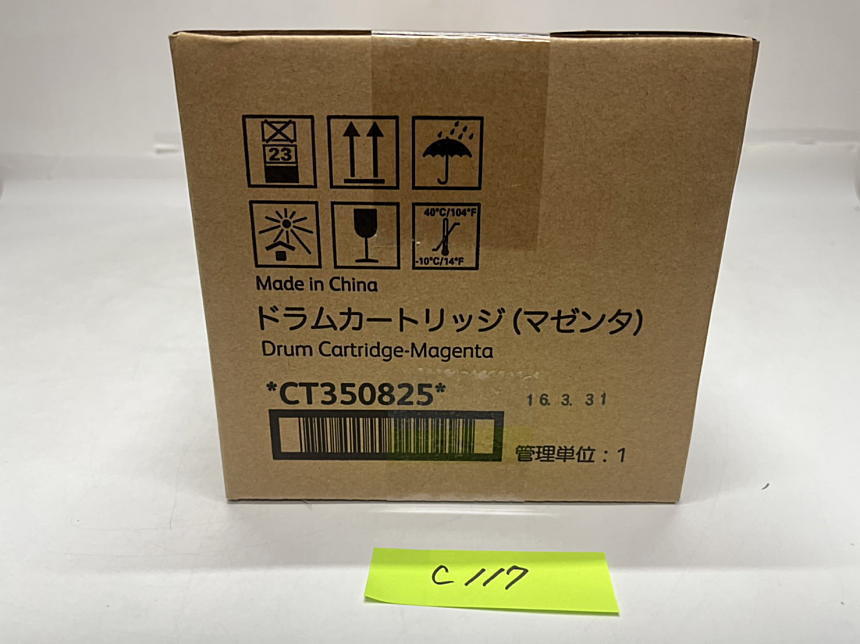 23
40°C/104°F
-10°C/14°F
Made in China
ドラムカートリッジ(マゼンタ)
Drum Cartridge-Magenta
*CT350825*
16. 3. 31
管理単位：1
C117